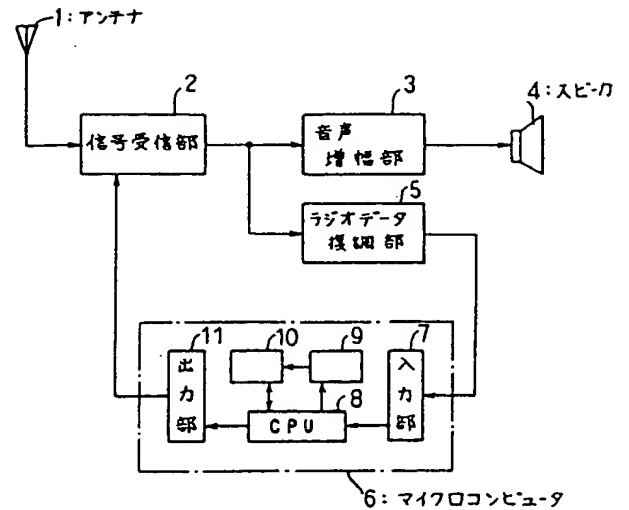 1:アンテナ
2
信号受信部
3
音声
増幅部
4:スピーカ
5
ラジオデータ
復調部
11
出力部
10
9
8
CPU
7
入力部
6:マイクロコンピュータ